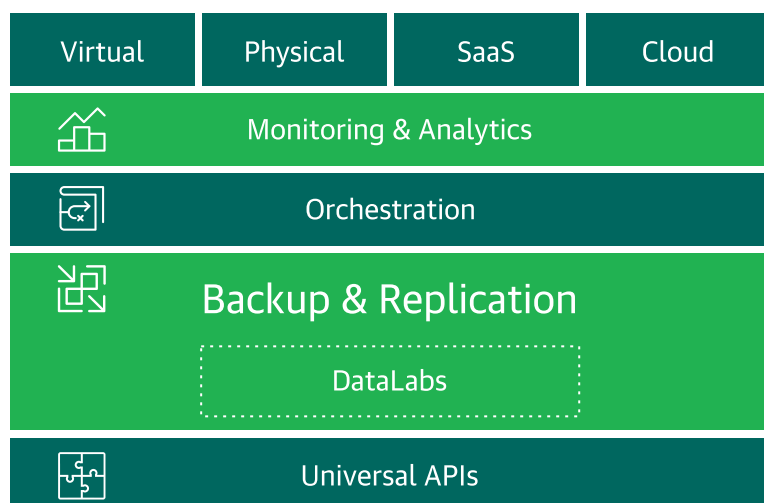 Virtual Physical SaaS Cloud
Monitoring & Analytics
Orchestration
Backup & Replication
DataLabs
Universal APIs